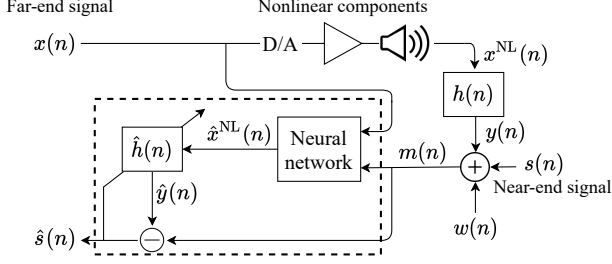 Far-end signal
Nonlinear components
x(n)
D/A
x^NL(n)
h(n)
y(n)
ĥ(n)
x̂^NL(n)
Neural
network
m(n)
+
s(n)
Near-end signal
ŷ(n)
w(n)
ŝ(n)
−